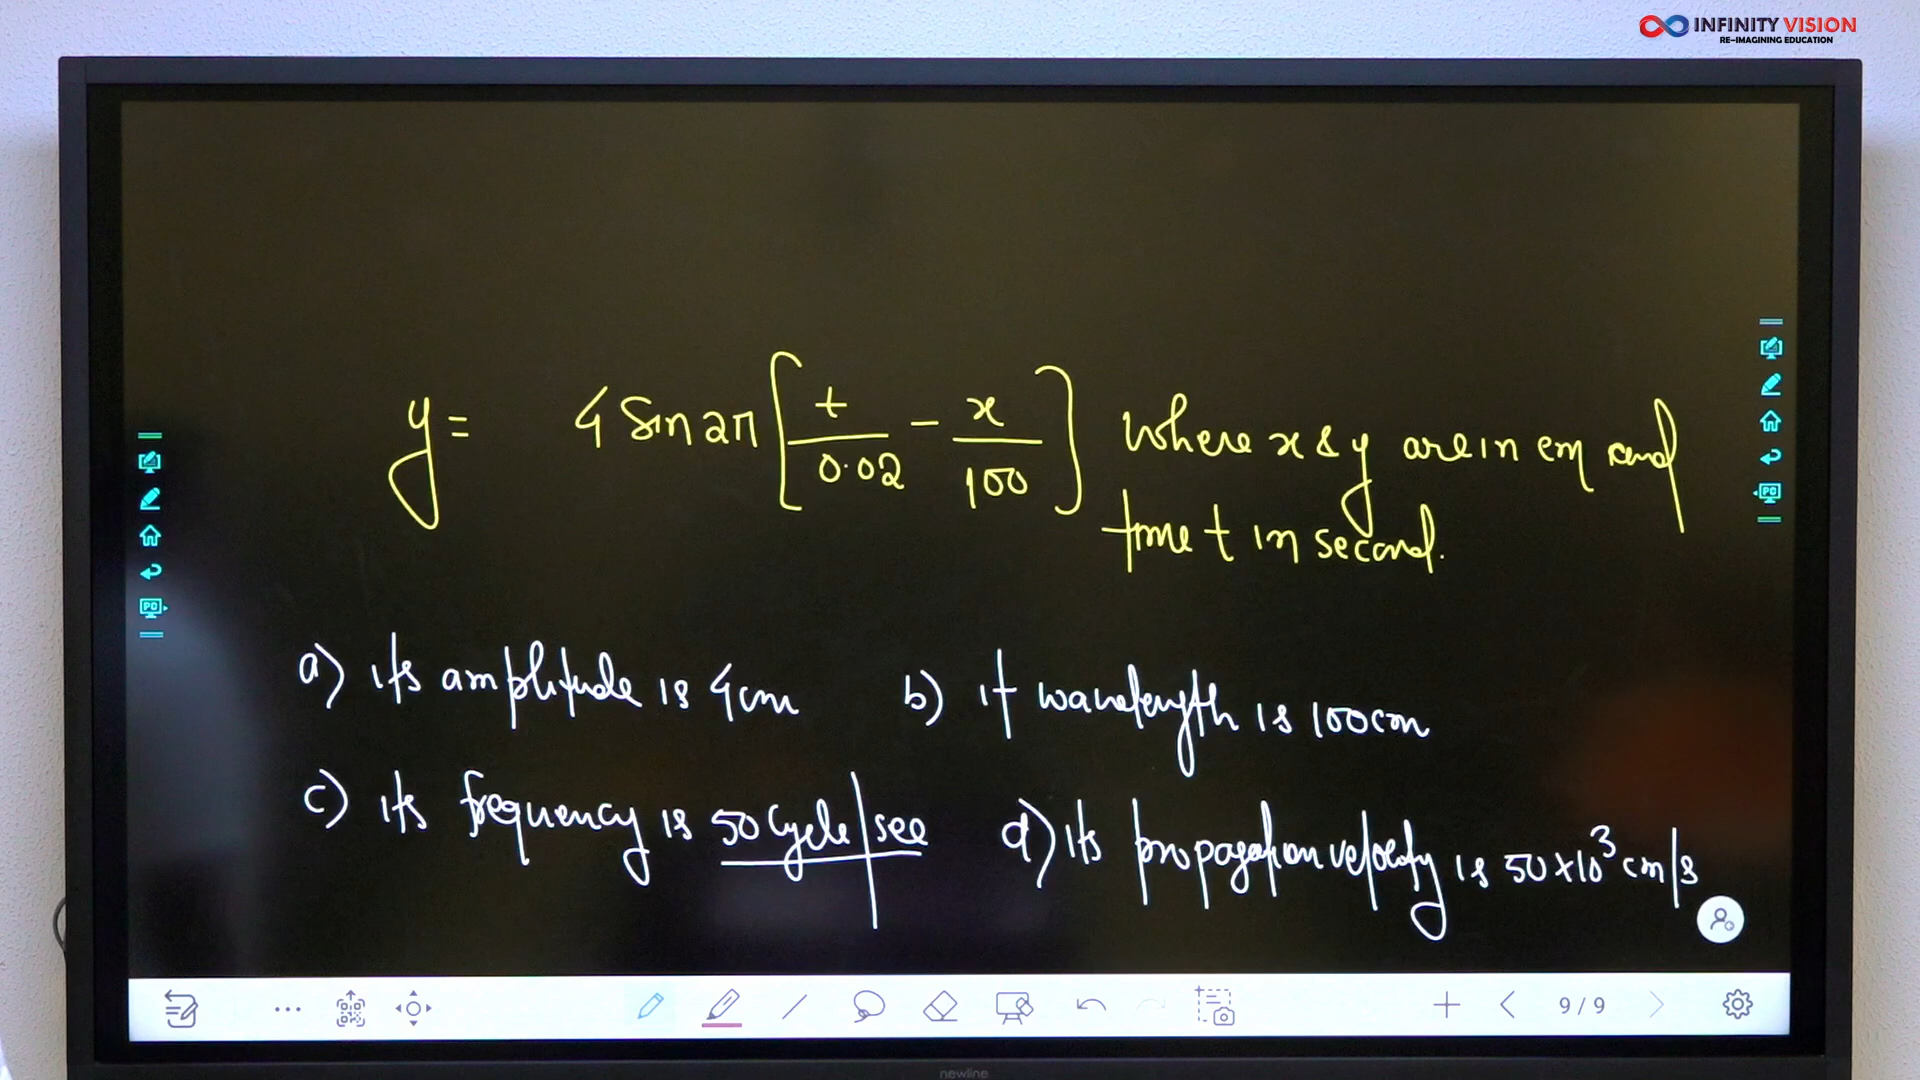 INFINITY VISION
RE-IMAGINING EDUCATION
y = 4 Sin 2π [t/0.02 - x/100] where x & y are in cm and
time t in second.
a) its amplitude is 4cm b) it wavelength is 100cm
c) its frequency is 50 cycle/sec d) its propagation velocity is 50×10³ cm/s
9 / 9
newline